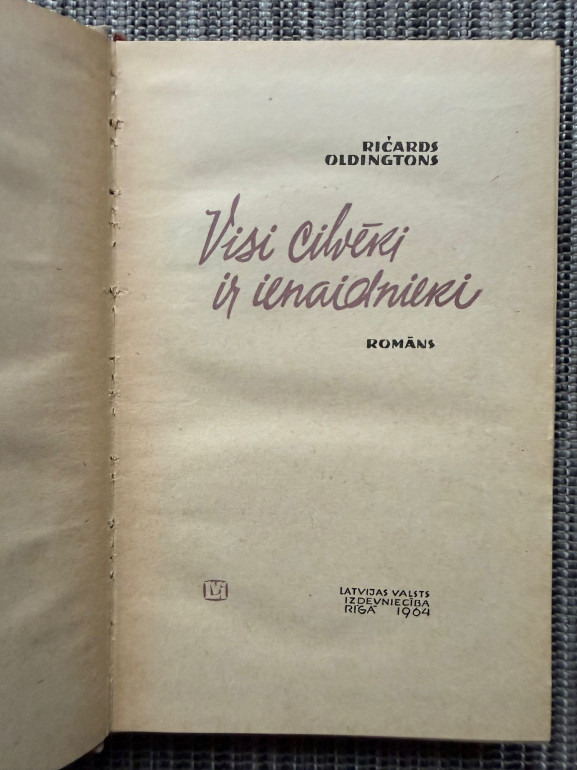 RIČARDS
OLDINGTONS
Visi cilvēki
ir ienaidnieki
ROMĀNS
LATVIJAS VALSTS
IZDEVNIECĪBA
RĪGĀ 1964